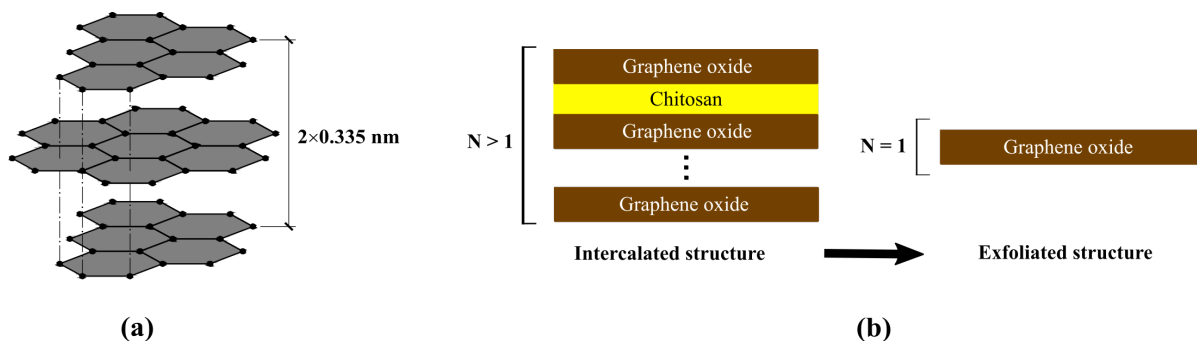 2×0.335 nm
(a)
N > 1
Graphene oxide
Chitosan
Graphene oxide
Graphene oxide
Intercalated structure
N = 1
Graphene oxide
Exfoliated structure
(b)